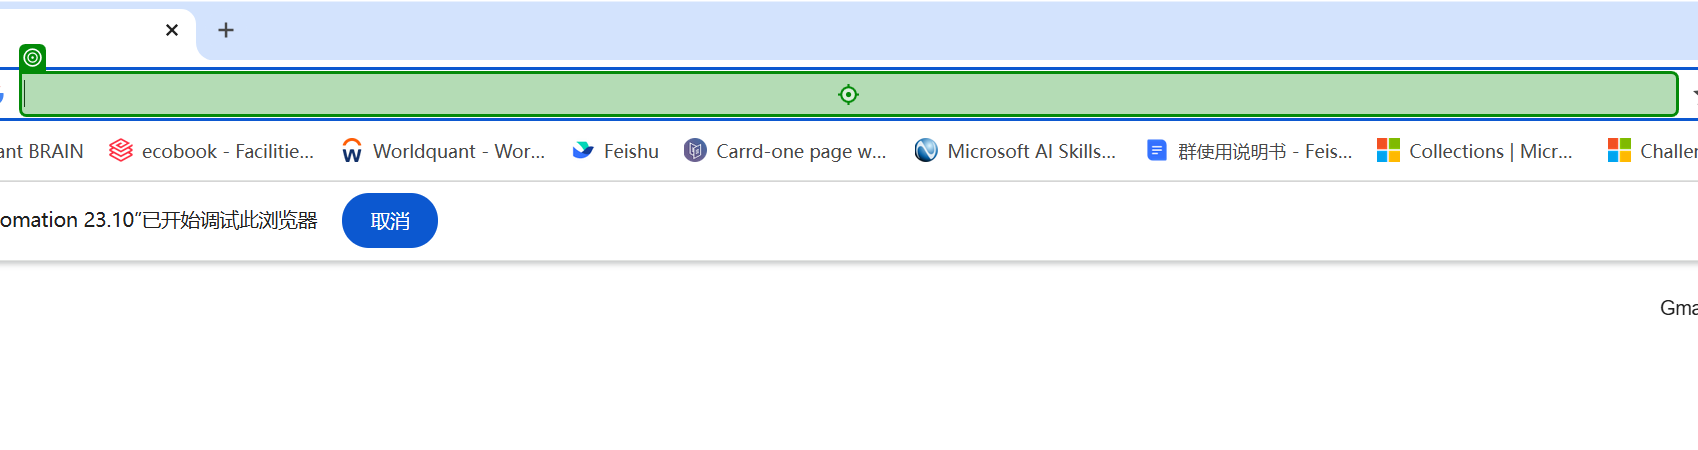 ant BRAIN ecobook - Facilitie... Worldquant - Wor... Feishu Carrd-one page w... Microsoft AI Skills... 群使用说明书 - Feis... Collections | Micr... Challer
omation 23.10”已开始调试此浏览器 取消
Gma